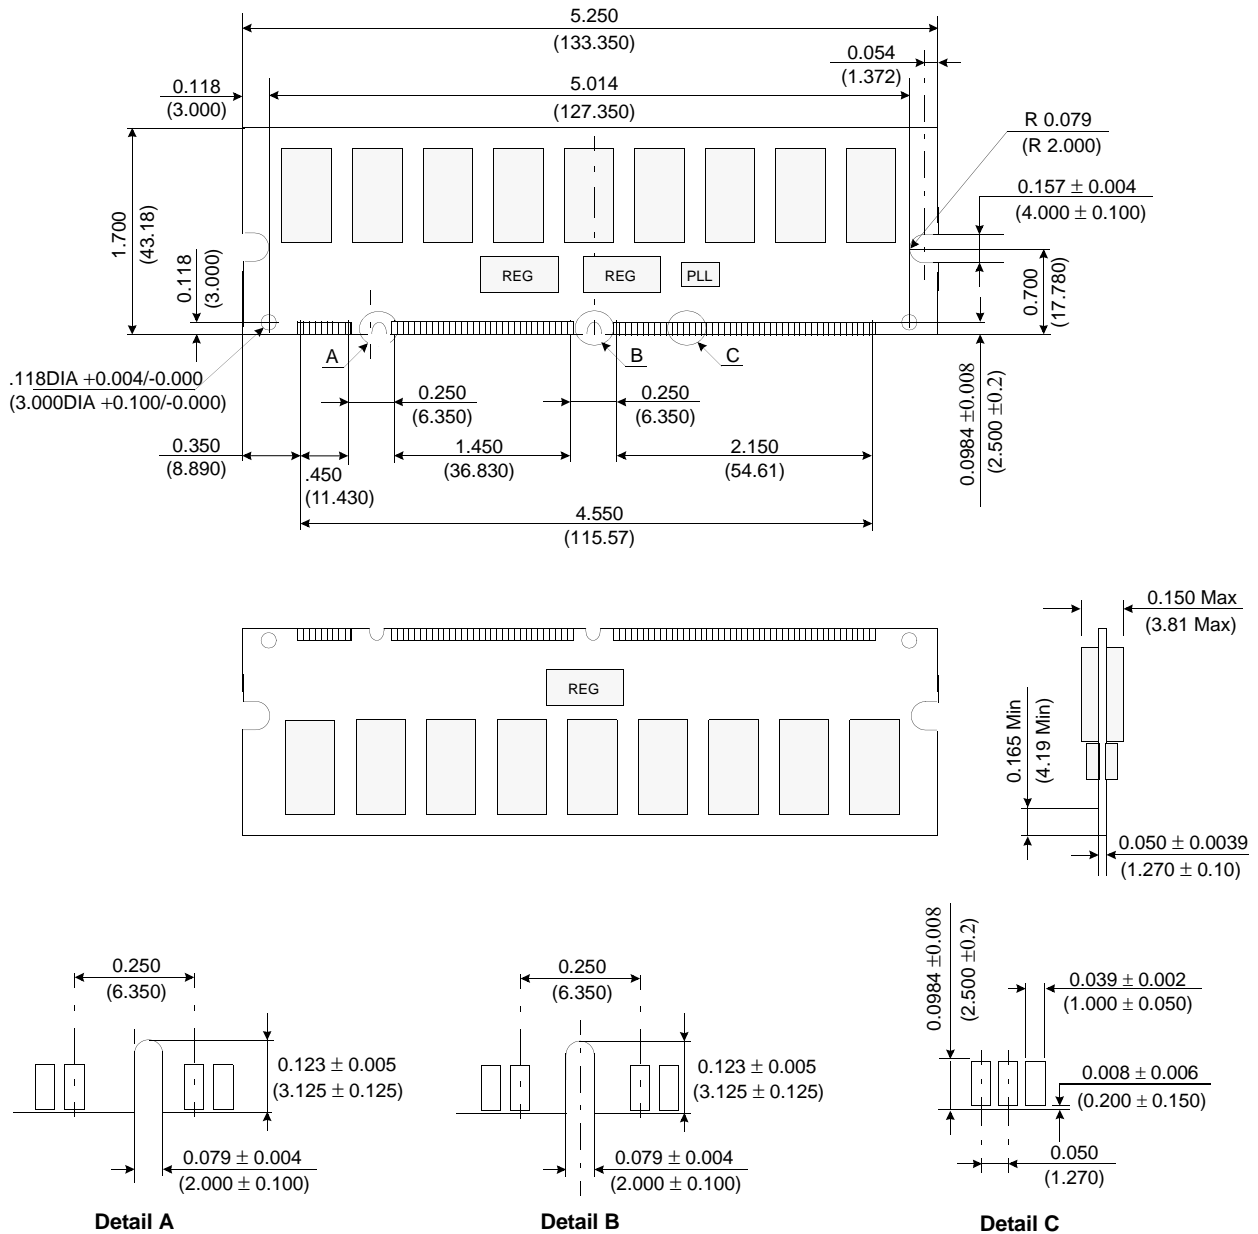 5.250
(133.350)
0.054
(1.372)
0.118
(3.000)
5.014
(127.350)
R 0.079
(R 2.000)
0.157 ± 0.004
(4.000 ± 0.100)
1.700
(43.18)
0.118
(3.000)
REG
REG
PLL
0.700
(17.780)
A
B
C
.118DIA +0.004/-0.000
(3.000DIA +0.100/-0.000)
0.250
(6.350)
0.250
(6.350)
0.0984 ±0.008
(2.500 ±0.2)
0.350
(8.890)
.450
(11.430)
1.450
(36.830)
2.150
(54.61)
4.550
(115.57)
0.150 Max
(3.81 Max)
REG
0.165 Min
(4.19 Min)
0.050 ± 0.0039
(1.270 ± 0.10)
0.250
(6.350)
0.123 ± 0.005
(3.125 ± 0.125)
0.079 ± 0.004
(2.000 ± 0.100)
Detail A
0.250
(6.350)
0.123 ± 0.005
(3.125 ± 0.125)
0.079 ± 0.004
(2.000 ± 0.100)
Detail B
0.0984 ±0.008
(2.500 ±0.2)
0.039 ± 0.002
(1.000 ± 0.050)
0.008 ± 0.006
(0.200 ± 0.150)
0.050
(1.270)
Detail C